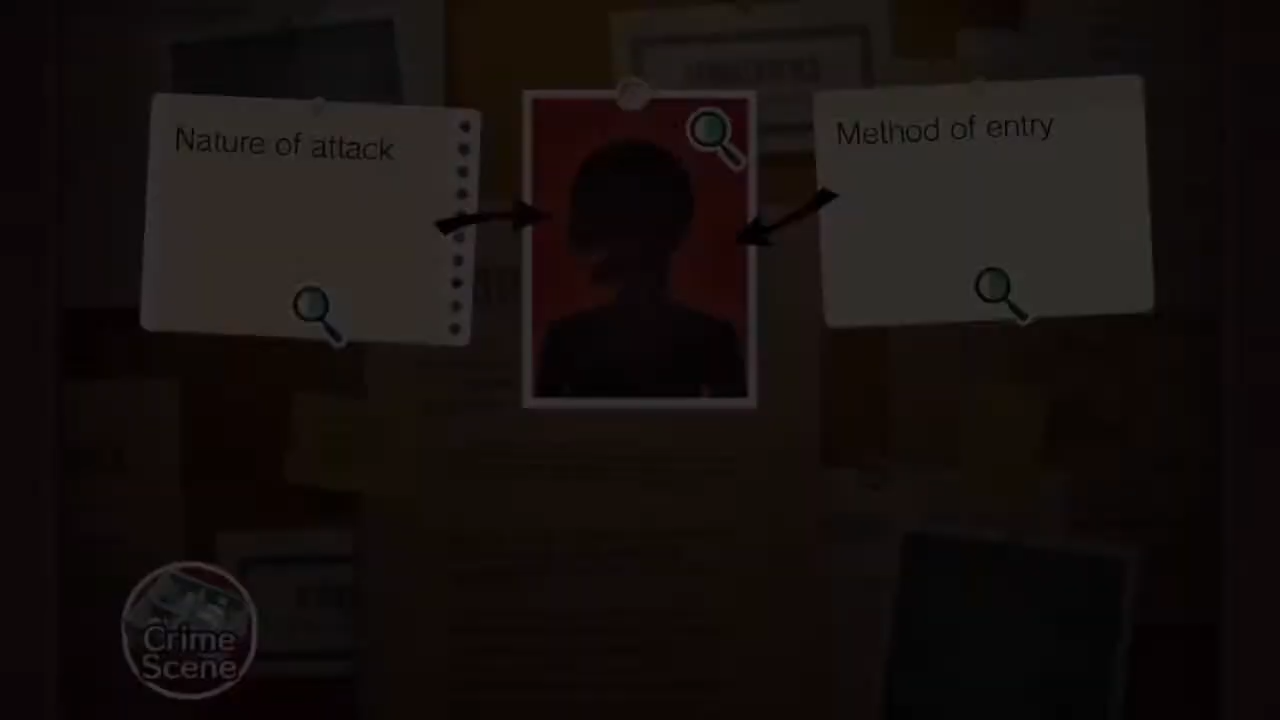 Nature of attack
Method of entry
Crime
Scene